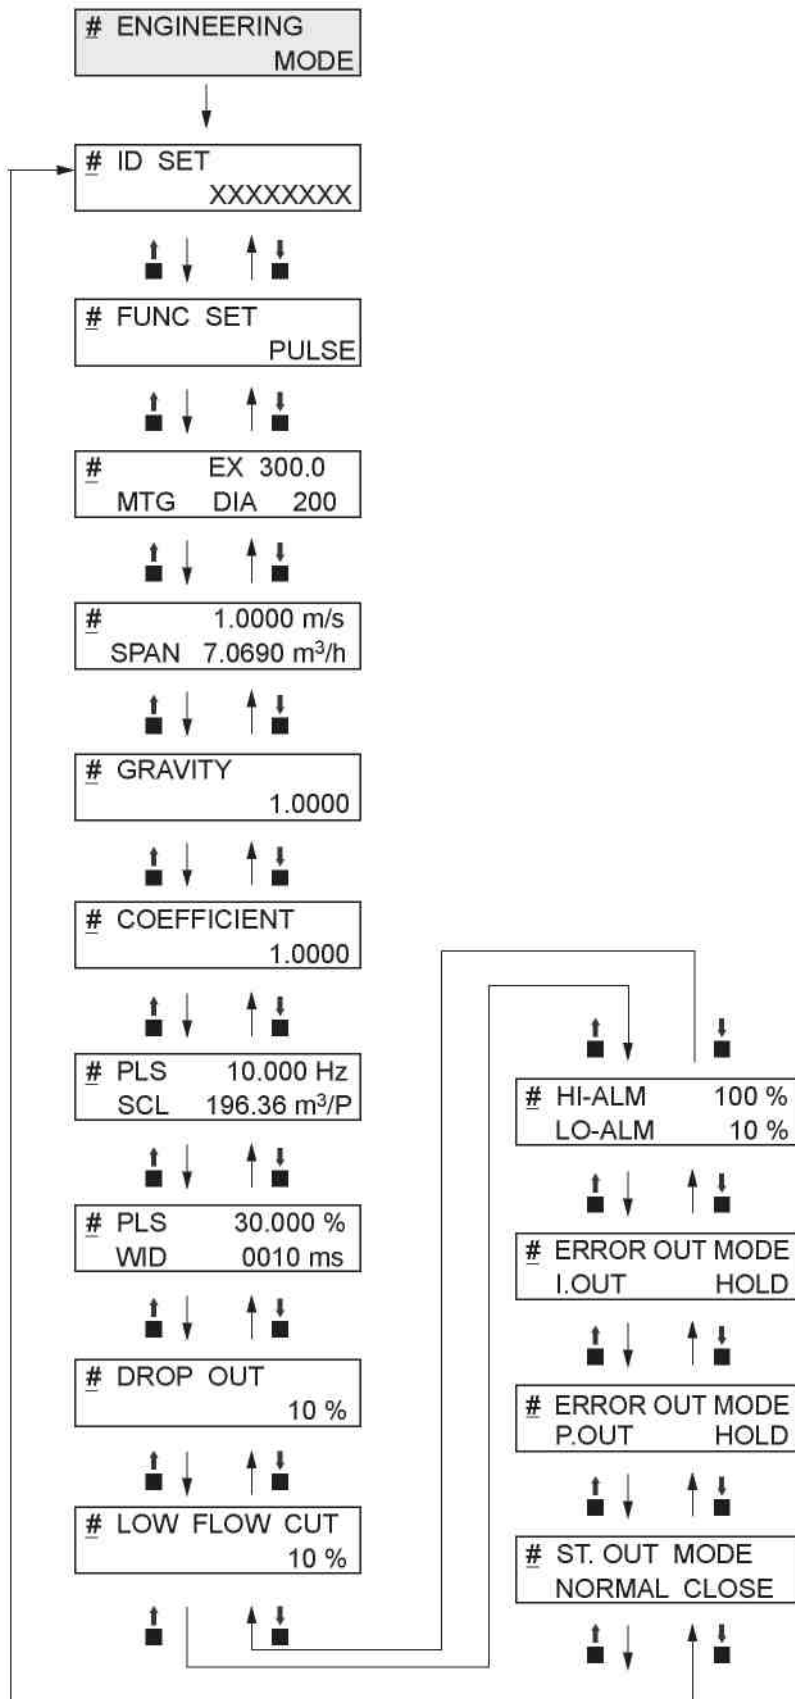 # ENGINEERING
MODE
# ID SET
XXXXXXXX
# FUNC SET
PULSE
# EX 300.0
MTG DIA 200
# 1.0000 m/s
SPAN 7.0690 m³/h
# GRAVITY
1.0000
# COEFFICIENT
1.0000
# PLS 10.000 Hz
SCL 196.36 m³/P
# PLS 30.000 %
WID 0010 ms
# DROP OUT
10 %
# LOW FLOW CUT
10 %
# HI-ALM 100 %
LO-ALM 10 %
# ERROR OUT MODE
I.OUT HOLD
# ERROR OUT MODE
P.OUT HOLD
# ST. OUT MODE
NORMAL CLOSE